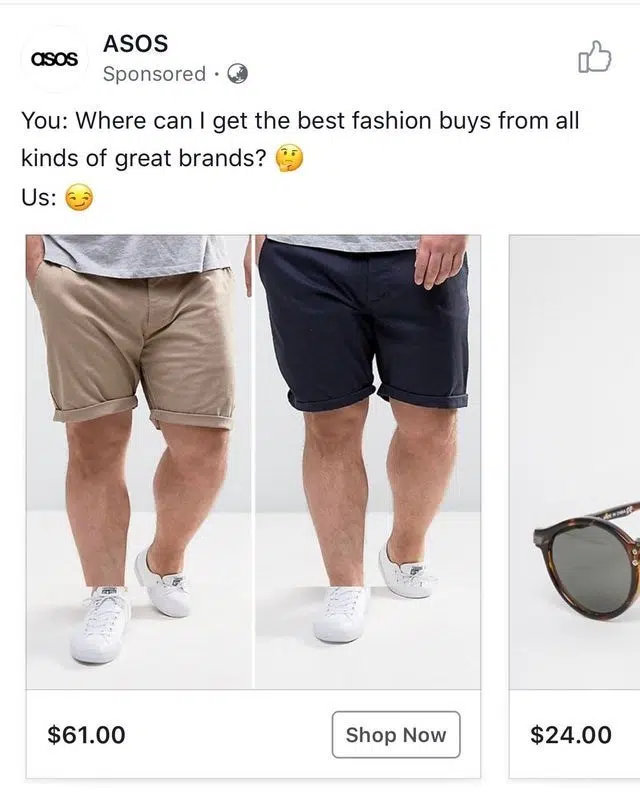 asos
ASOS
Sponsored ·
You: Where can I get the best fashion buys from all
kinds of great brands? 🤔
Us: 😏
$61.00
Shop Now
$24.00